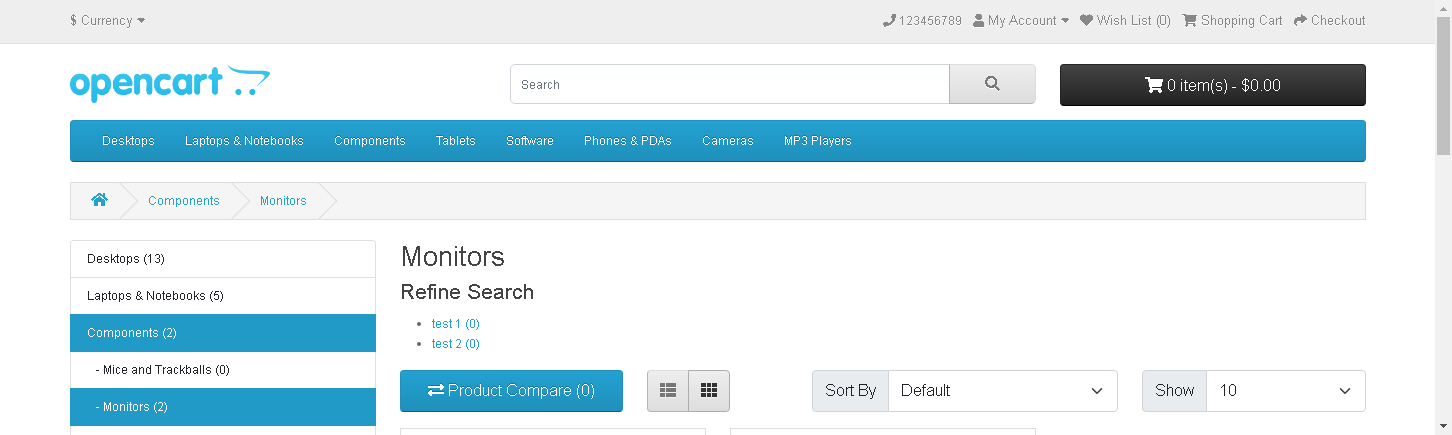 $ Currency
123456789 My Account Wish List (0) Shopping Cart Checkout
opencart
Search
0 item(s) - $0.00
Desktops Laptops & Notebooks Components Tablets Software Phones & PDAs Cameras MP3 Players
Components Monitors
Desktops (13)
Laptops & Notebooks (5)
Components (2)
- Mice and Trackballs (0)
- Monitors (2)
Monitors
Refine Search
test 1 (0)
test 2 (0)
Product Compare (0)
Sort By Default
Show 10